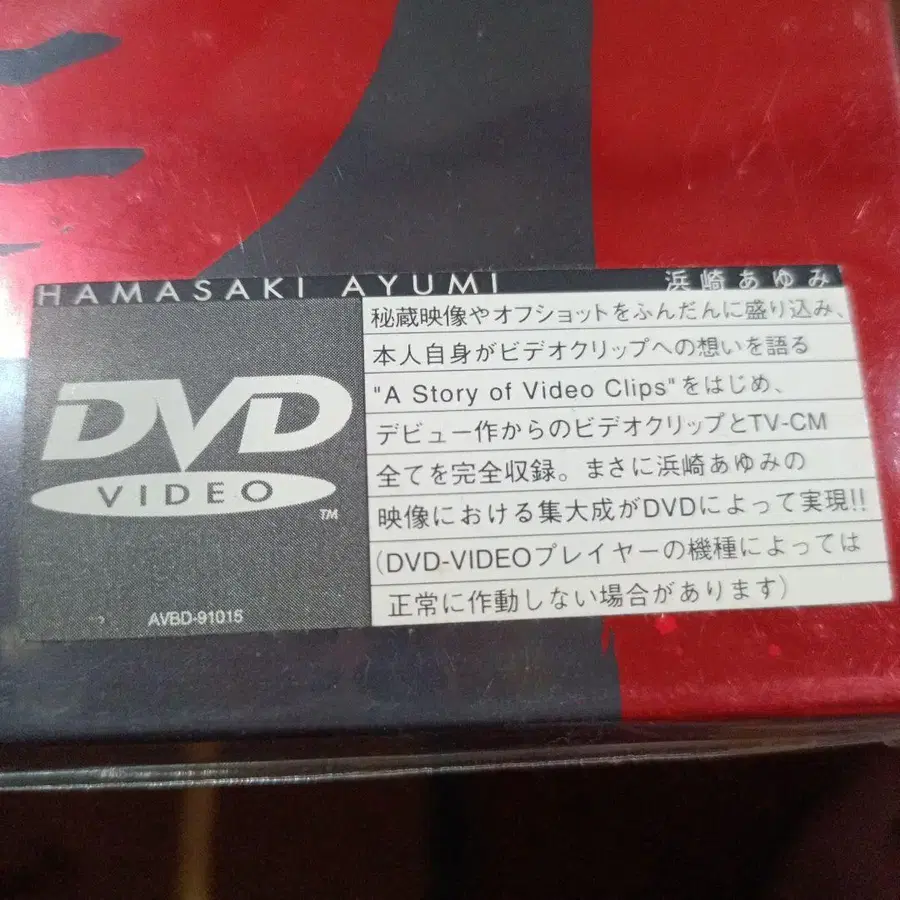 HAMASAKI AYUMI 浜崎あゆみ
秘蔵映像やオフショットをふんだんに盛り込み、
本人自身がビデオクリップへの想いを語る
"A Story of Video Clips"をはじめ、
デビュー作からのビデオクリップとTV-CM
全てを完全収録。まさに浜崎あゆみの
映像における集大成がDVDによって実現!!
(DVD-VIDEOプレイヤーの機種によっては
正常に作動しない場合があります)
DVD
VIDEO
TM
AVBD-91015